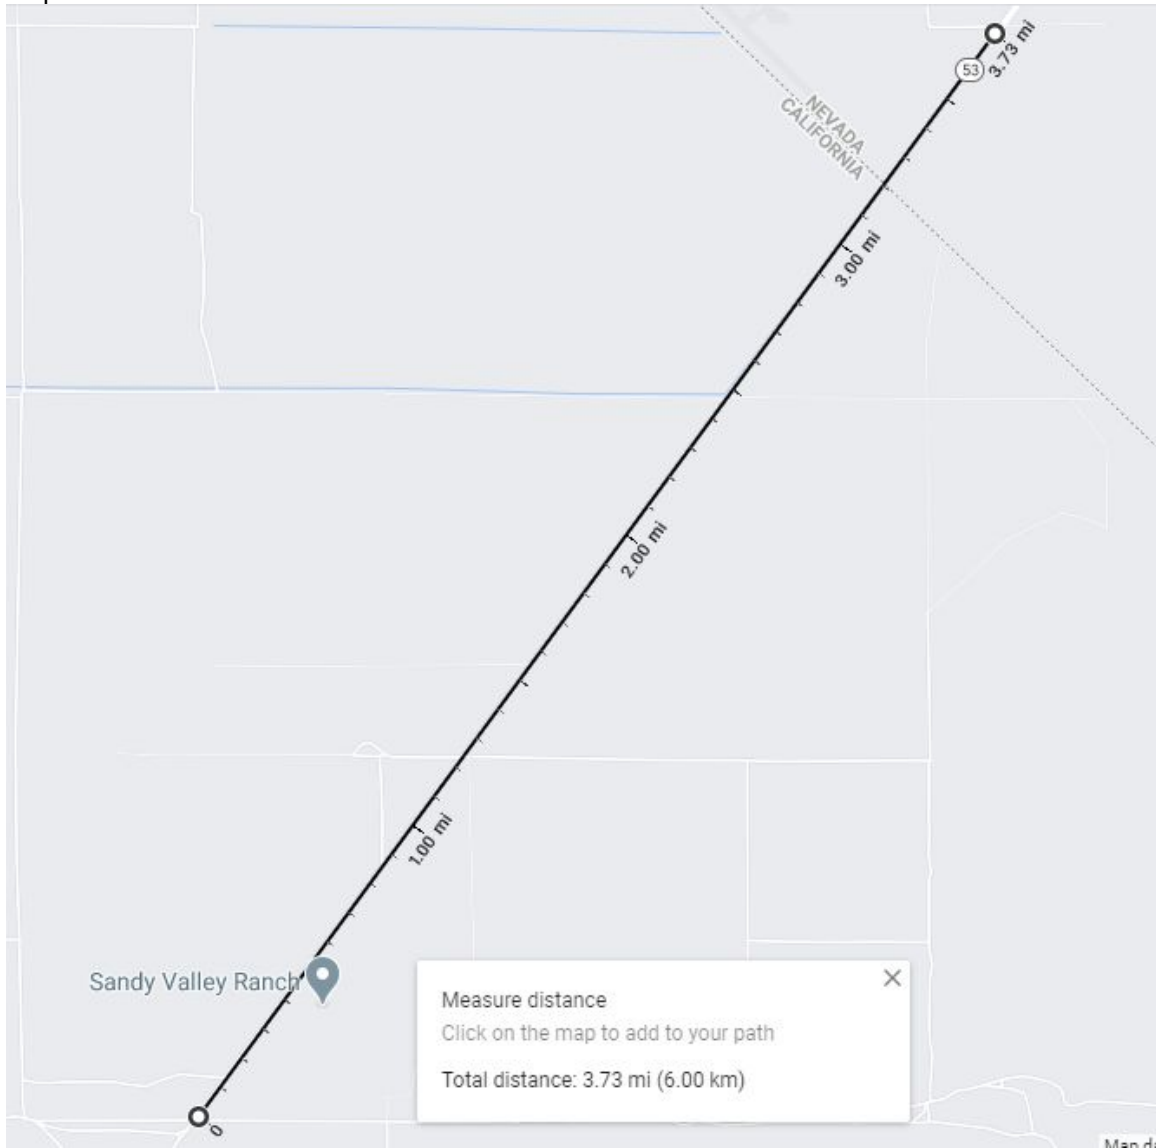 3.73 mi
53
NEVADA
CALIFORNIA
3.00 mi
2.00 mi
1.00 mi
Sandy Valley Ranch
Measure distance
Click on the map to add to your path
Total distance: 3.73 mi (6.00 km)
0
Map